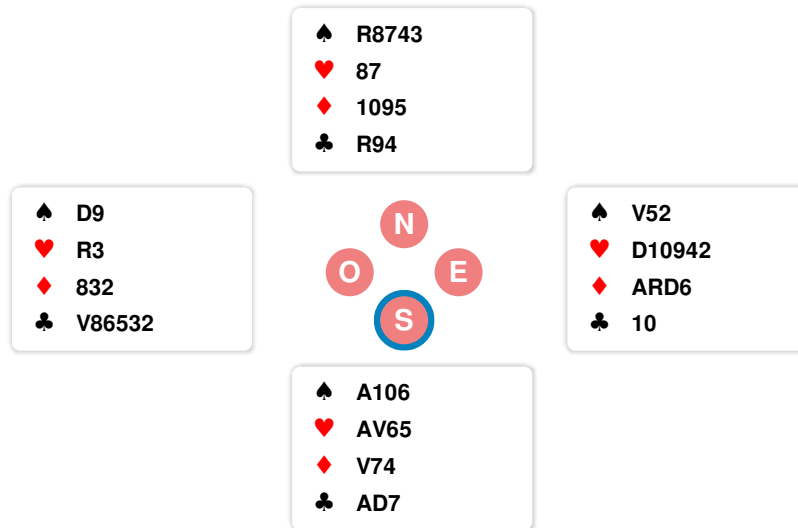 ♠ R8743
♥ 87
♦ 1095
♣ R94
♠ D9
♥ R3
♦ 832
♣ V86532
N
O E
S
♠ V52
♥ D10942
♦ ARD6
♣ 10
♠ A106
♥ AV65
♦ V74
♣ AD7